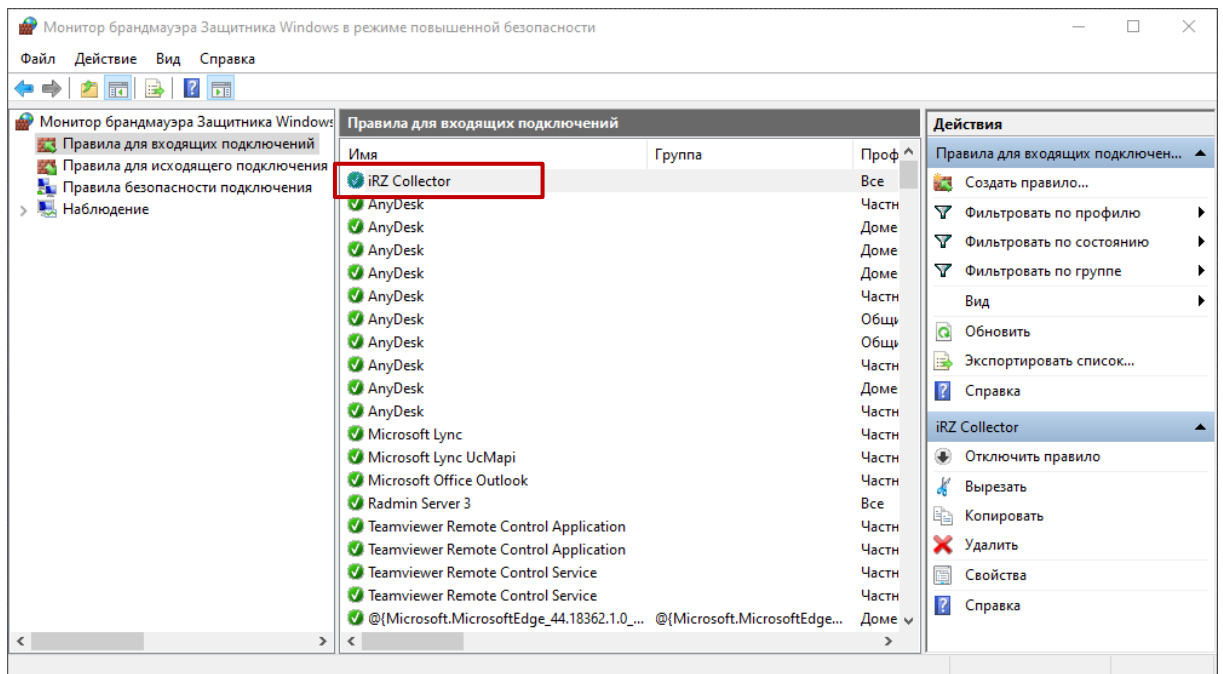 Монитор брандмауэра Защитника Windows в режиме повышенной безопасности
Файл Действие Вид Справка
Монитор брандмауэра Защитника Windows
Правила для входящих подключений
Правила для исходящего подключения
Правила безопасности подключения
Наблюдение
Правила для входящих подключений
Имя Группа Проф
iRZ Collector Все
AnyDesk Частн
AnyDesk Доме
AnyDesk Доме
AnyDesk Доме
AnyDesk Частн
AnyDesk Общи
AnyDesk Общи
AnyDesk Частн
AnyDesk Доме
AnyDesk Частн
Microsoft Lync Частн
Microsoft Lync UcMapi Частн
Microsoft Office Outlook Частн
Radmin Server 3 Все
Teamviewer Remote Control Application Частн
Teamviewer Remote Control Application Частн
Teamviewer Remote Control Service Частн
Teamviewer Remote Control Service Частн
@{Microsoft.MicrosoftEdge_44.18362.1.0_... @{Microsoft.MicrosoftEdge... Доме
Действия
Правила для входящих подключен...
Создать правило...
Фильтровать по профилю
Фильтровать по состоянию
Фильтровать по группе
Вид
Обновить
Экспортировать список...
Справка
iRZ Collector
Отключить правило
Вырезать
Копировать
Удалить
Свойства
Справка